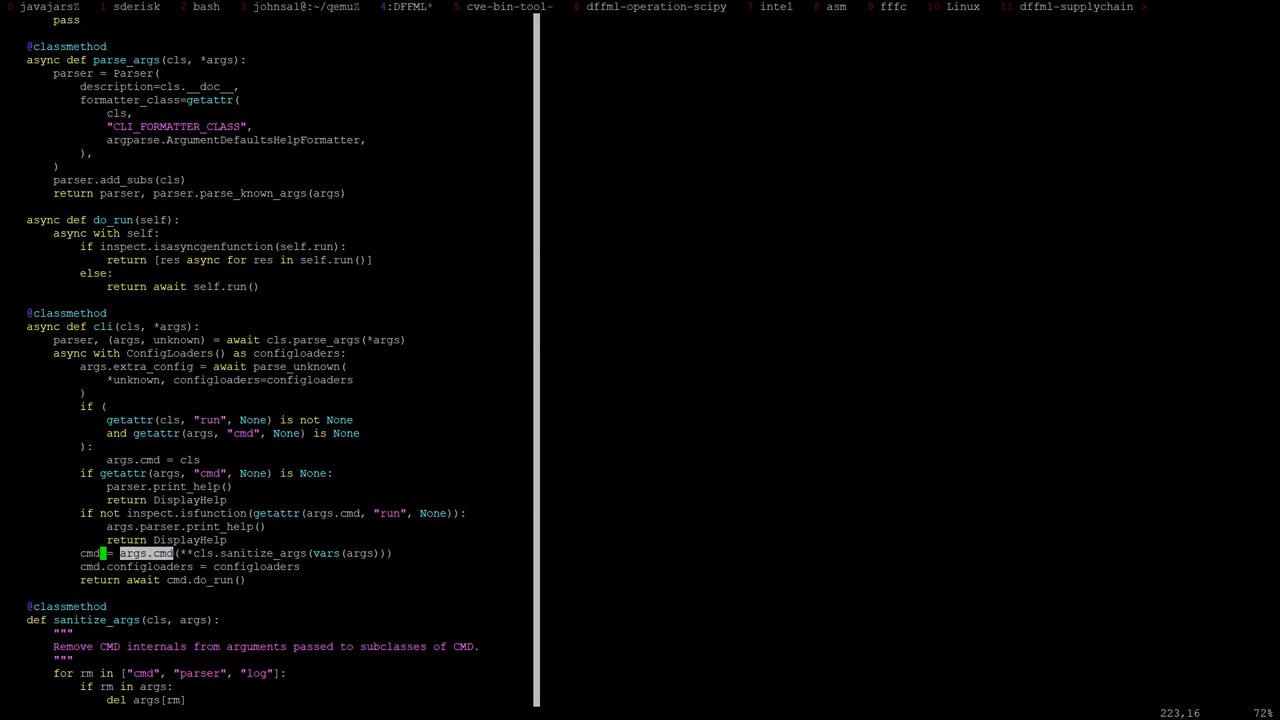 0 javajarsZ 1 sderisk 2 bash 3 johnsal@:~/qemuZ 4:DFFML* 5 cve-bin-tool- 6 dffml-operation-scipy 7 intel 8 asm 9 fffc 10 Linux 11 dffml-supplychain >
pass
@classmethod
async def parse_args(cls, *args):
parser = Parser(
description=cls.__doc__,
formatter_class=getattr(
cls,
"CLI_FORMATTER_CLASS",
argparse.ArgumentDefaultsHelpFormatter,
),
)
parser.add_subs(cls)
return parser, parser.parse_known_args(args)
async def do_run(self):
async with self:
if inspect.isasyncgenfunction(self.run):
return [res async for res in self.run()]
else:
return await self.run()
@classmethod
async def cli(cls, *args):
parser, (args, unknown) = await cls.parse_args(*args)
async with ConfigLoaders() as configloaders:
args.extra_config = await parse_unknown(
*unknown, configloaders=configloaders
)
if (
getattr(cls, "run", None) is not None
and getattr(args, "cmd", None) is None
):
args.cmd = cls
if getattr(args, "cmd", None) is None:
parser.print_help()
return DisplayHelp
if not inspect.isfunction(getattr(args.cmd, "run", None)):
args.parser.print_help()
return DisplayHelp
cmd = args.cmd(**cls.sanitize_args(vars(args)))
cmd.configloaders = configloaders
return await cmd.do_run()
@classmethod
def sanitize_args(cls, args):
"""
Remove CMD internals from arguments passed to subclasses of CMD.
"""
for rm in ["cmd", "parser", "log"]:
if rm in args:
del args[rm]
223,16 72%